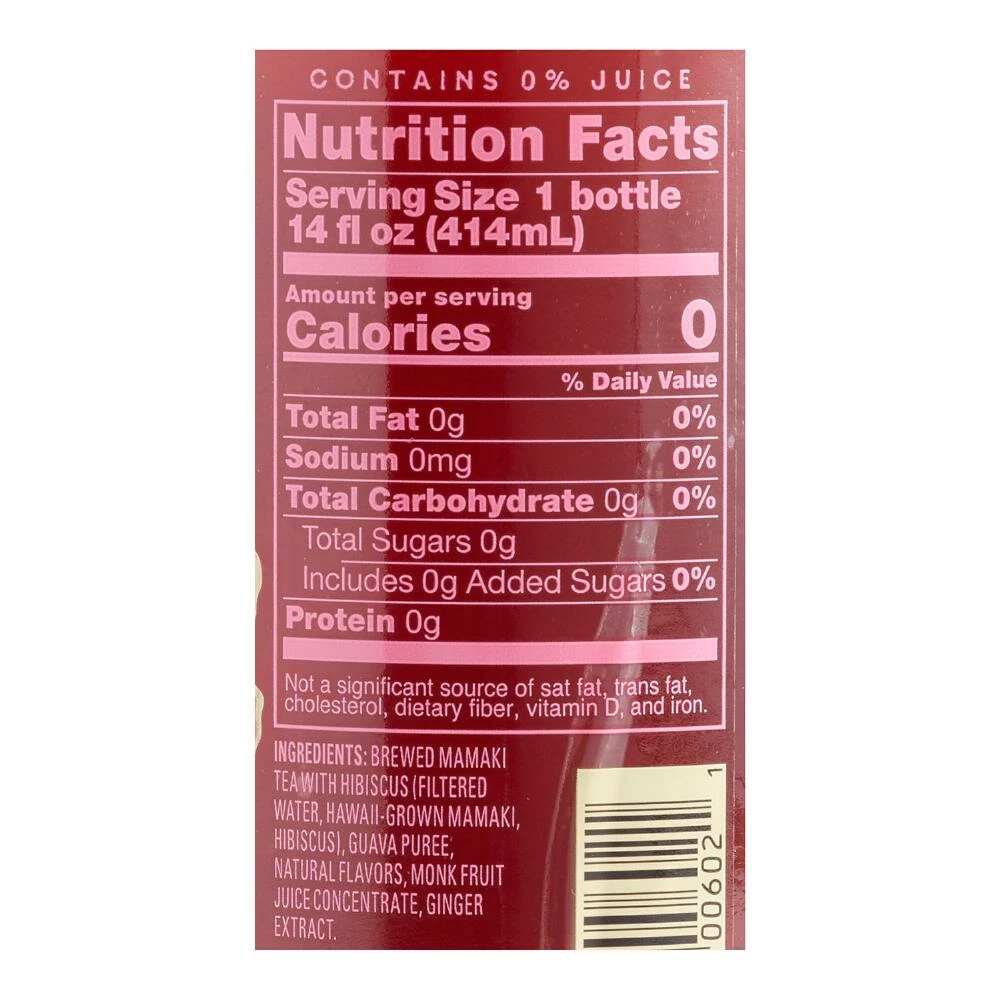 CONTAINS 0% JUICE
Nutrition Facts
Serving Size 1 bottle
14 fl oz (414mL)
Amount per serving
Calories 0
% Daily Value
Total Fat 0g 0%
Sodium 0mg 0%
Total Carbohydrate 0g 0%
Total Sugars 0g
Includes 0g Added Sugars 0%
Protein 0g
Not a significant source of sat fat, trans fat,
cholesterol, dietary fiber, vitamin D, and iron.
INGREDIENTS: BREWED MAMAKI
TEA WITH HIBISCUS (FILTERED
WATER, HAWAII-GROWN MAMAKI,
HIBISCUS), GUAVA PUREE,
NATURAL FLAVORS, MONK FRUIT
JUICE CONCENTRATE, GINGER
EXTRACT.
00602 1